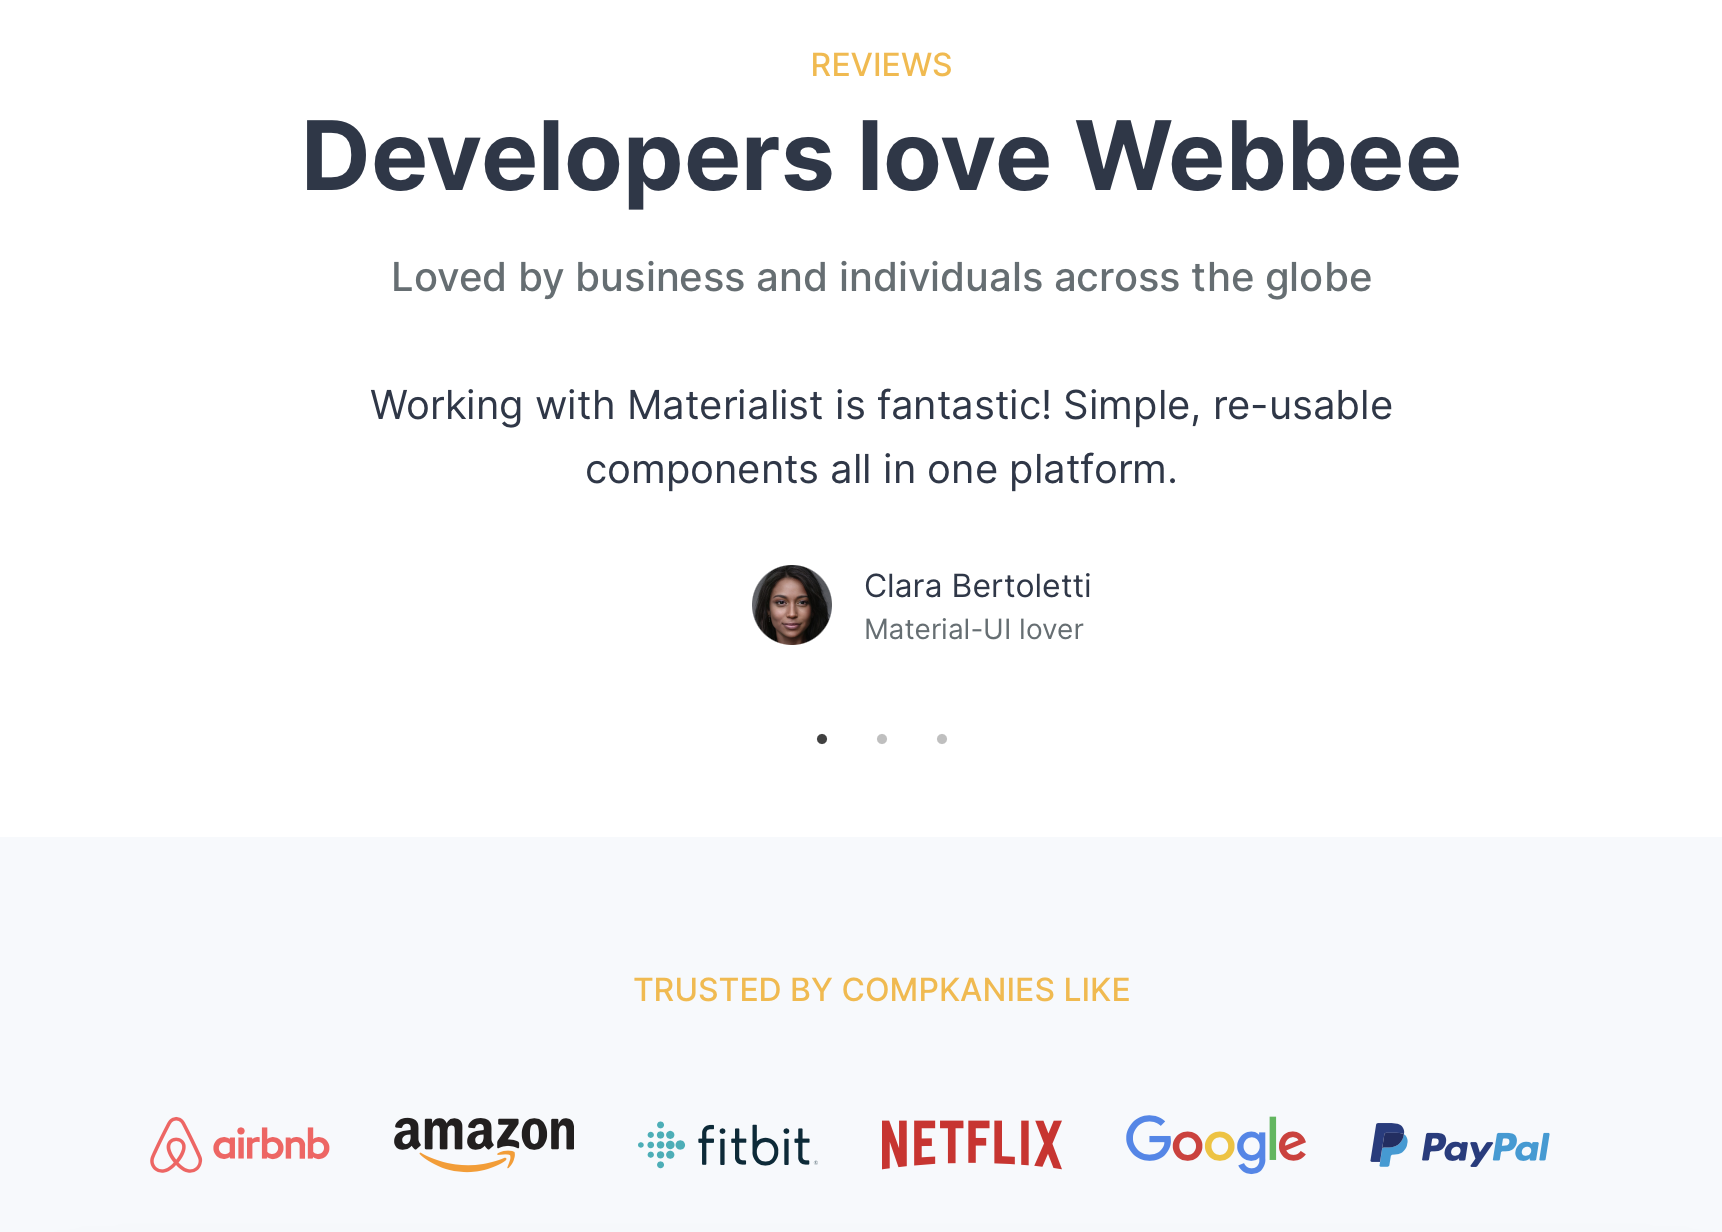 REVIEWS
Developers love Webbee
Loved by business and individuals across the globe
Working with Materialist is fantastic! Simple, re-usable
components all in one platform.
Clara Bertoletti
Material-UI lover
TRUSTED BY COMPKANIES LIKE
airbnb amazon fitbit NETFLIX Google PayPal